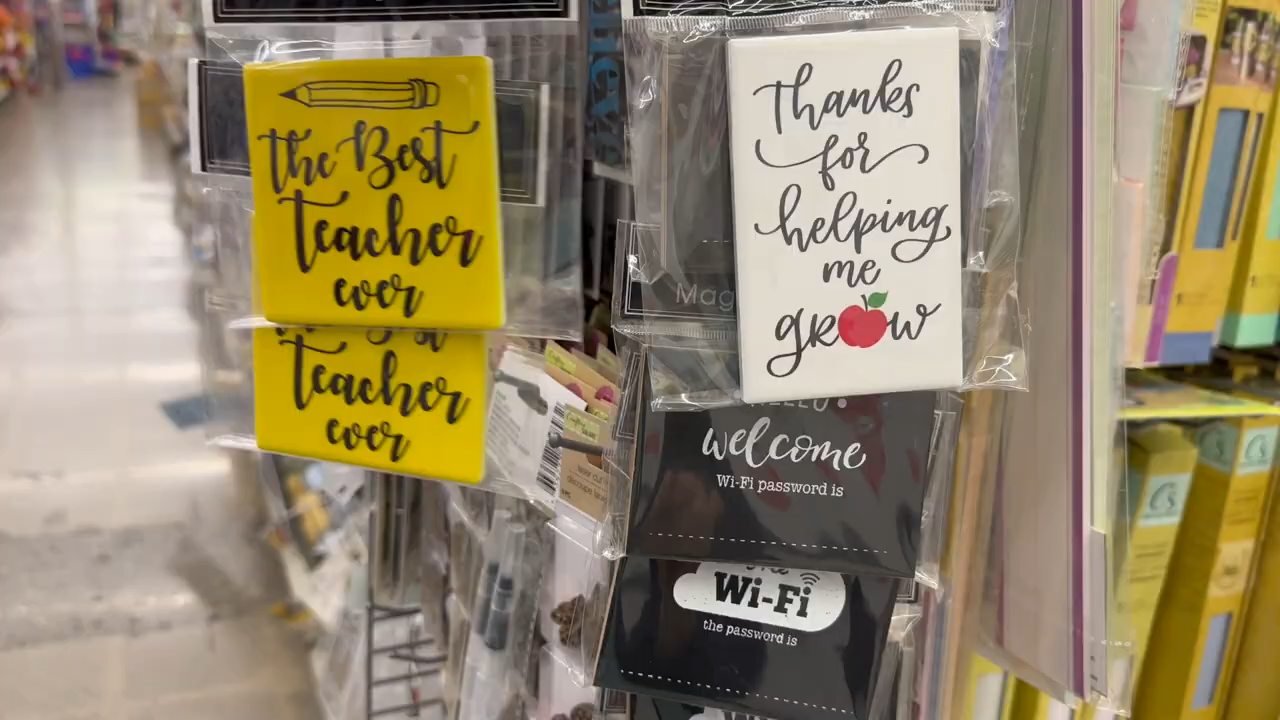 the Best
Teacher
ever
Teacher
ever
Thanks
for
helping
me
grow
Mag
welcome
Wi-Fi password is
Wi-Fi
the password is